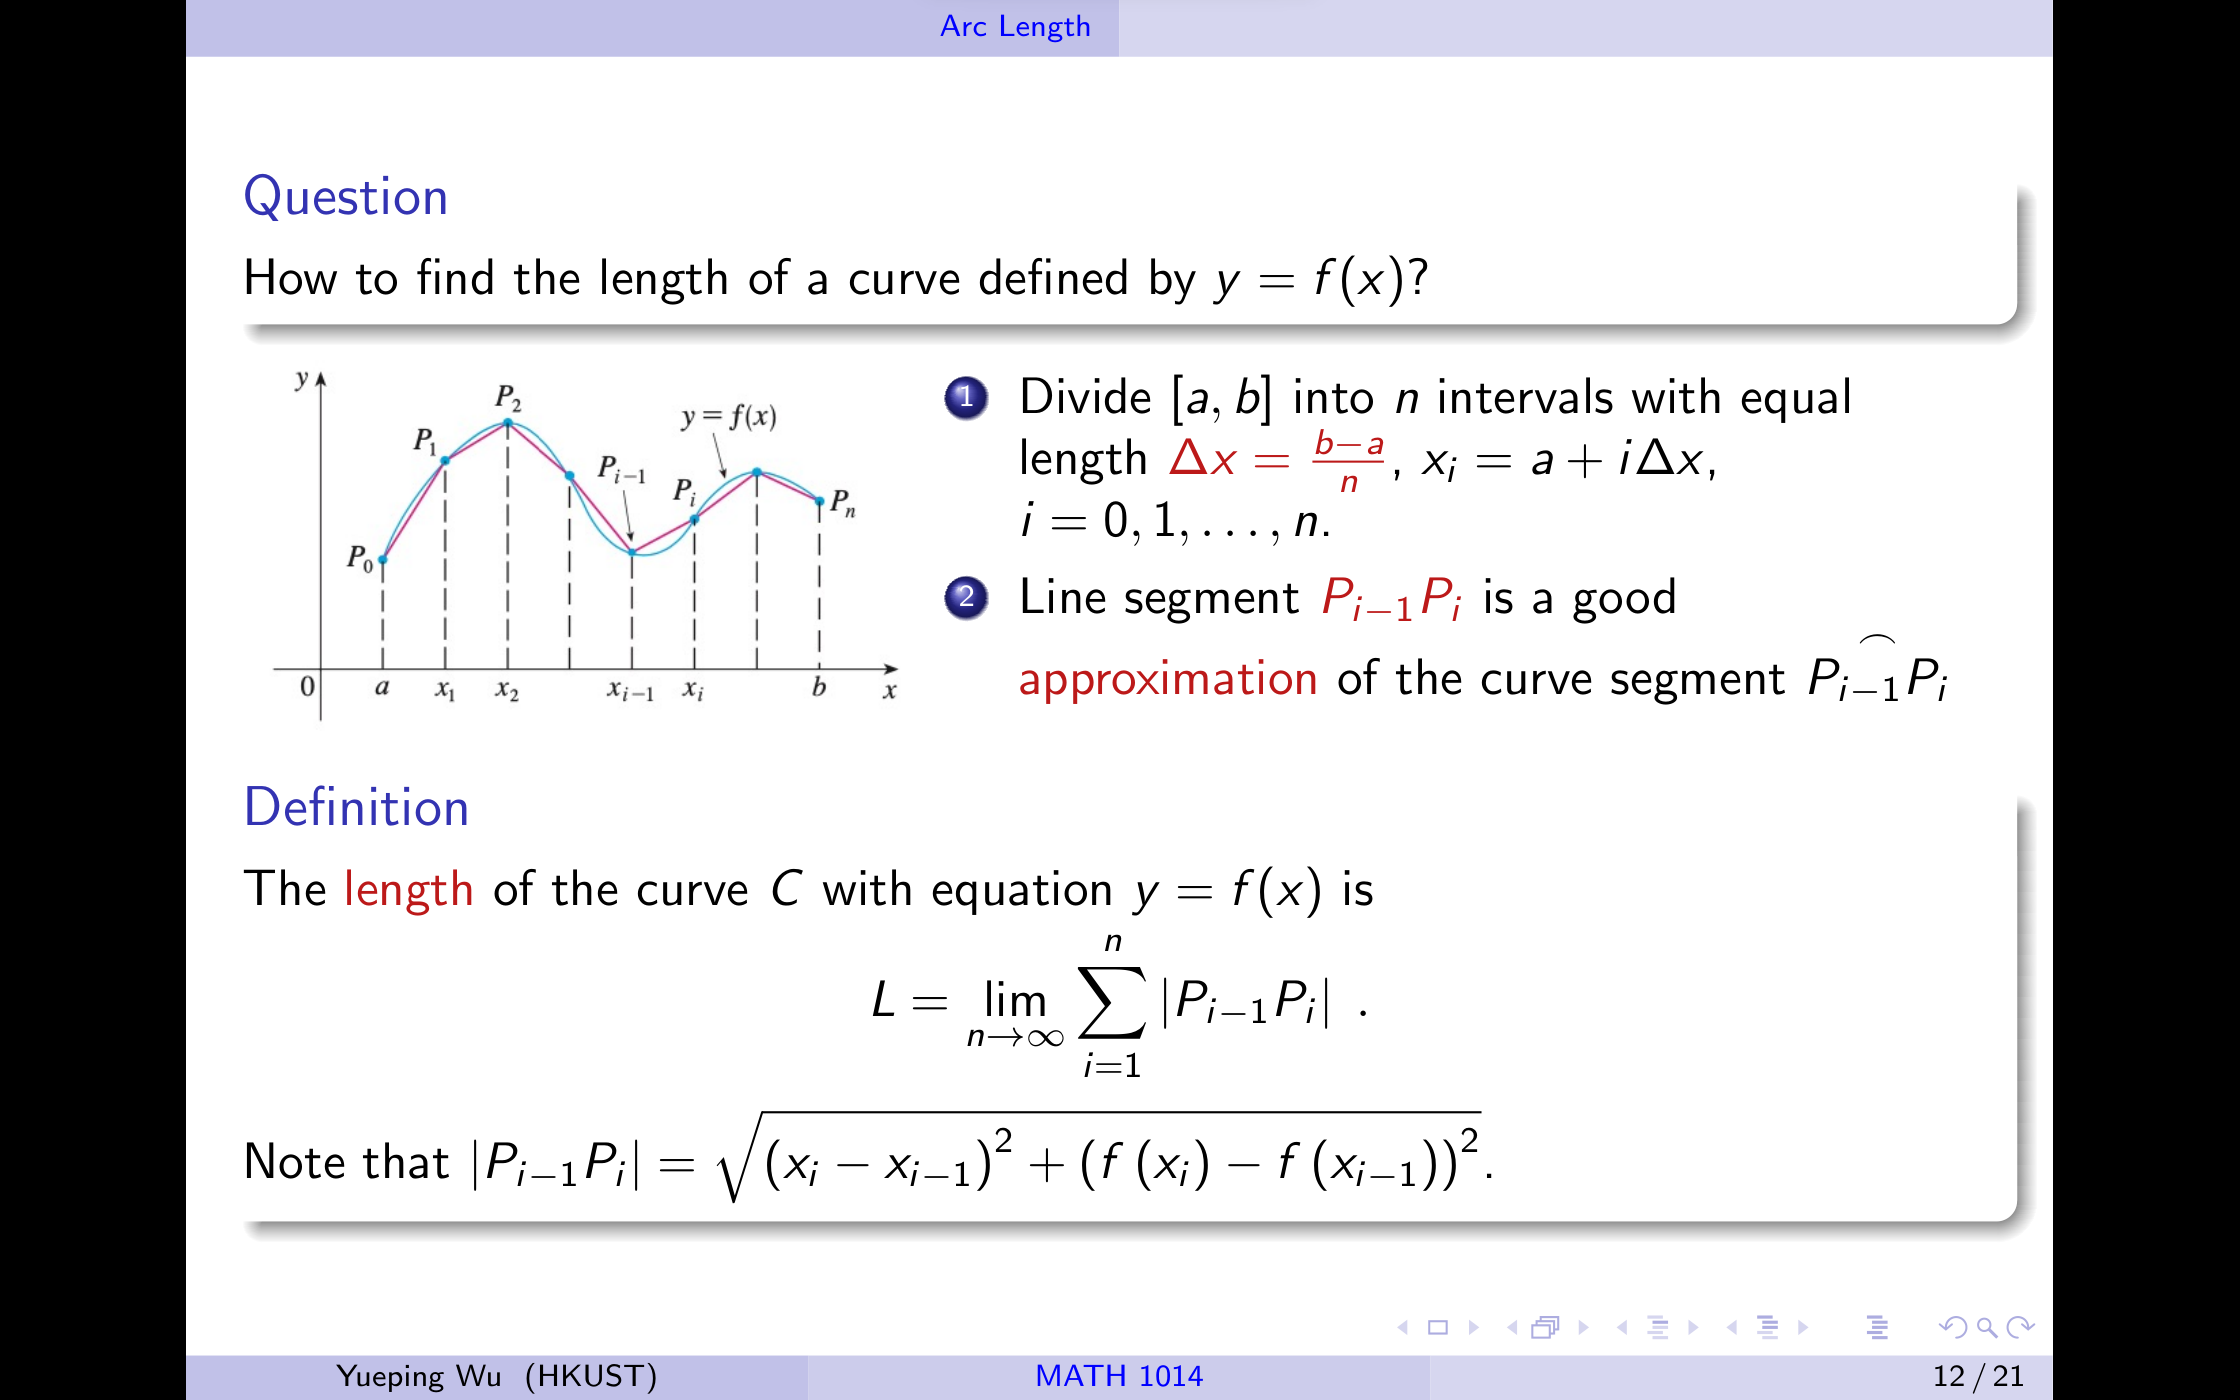 Arc Length
Question
How to find the length of a curve defined by y = f(x)?
y
P₂
y = f(x)
P₁
Pᵢ₋₁
Pᵢ
Pₙ
P₀
0 a x₁ x₂ xᵢ₋₁ xᵢ b x
1 Divide [a, b] into n intervals with equal
length Δx = (b−a)/n, xᵢ = a + iΔx,
i = 0, 1, . . . , n.
2 Line segment Pᵢ₋₁Pᵢ is a good
approximation of the curve segment P͡ᵢ₋₁Pᵢ
Definition
The length of the curve C with equation y = f(x) is
L = lim_{n→∞} ∑_{i=1}^{n} |Pᵢ₋₁Pᵢ| .
Note that |Pᵢ₋₁Pᵢ| = √((xᵢ − xᵢ₋₁)² + (f (xᵢ) − f (xᵢ₋₁))²).
Yueping Wu (HKUST) MATH 1014 12 / 21